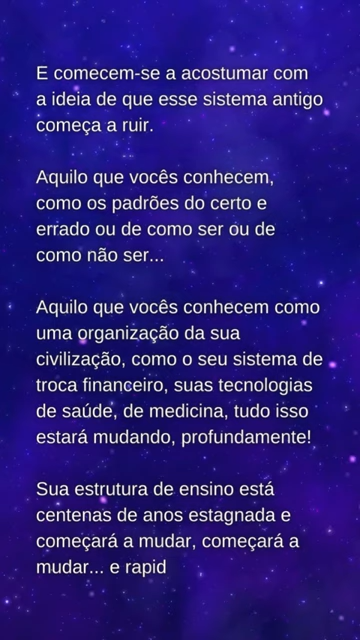 E comecem-se a acostumar com
a ideia de que esse sistema antigo
começa a ruir.
Aquilo que vocês conhecem,
como os padrões do certo e
errado ou de como ser ou de
como não ser...
Aquilo que vocês conhecem como
uma organização da sua
civilização, como o seu sistema de
troca financeiro, suas tecnologias
de saúde, de medicina, tudo isso
estará mudando, profundamente!
Sua estrutura de ensino está
centenas de anos estagnada e
começará a mudar, começará a
mudar... e rapid